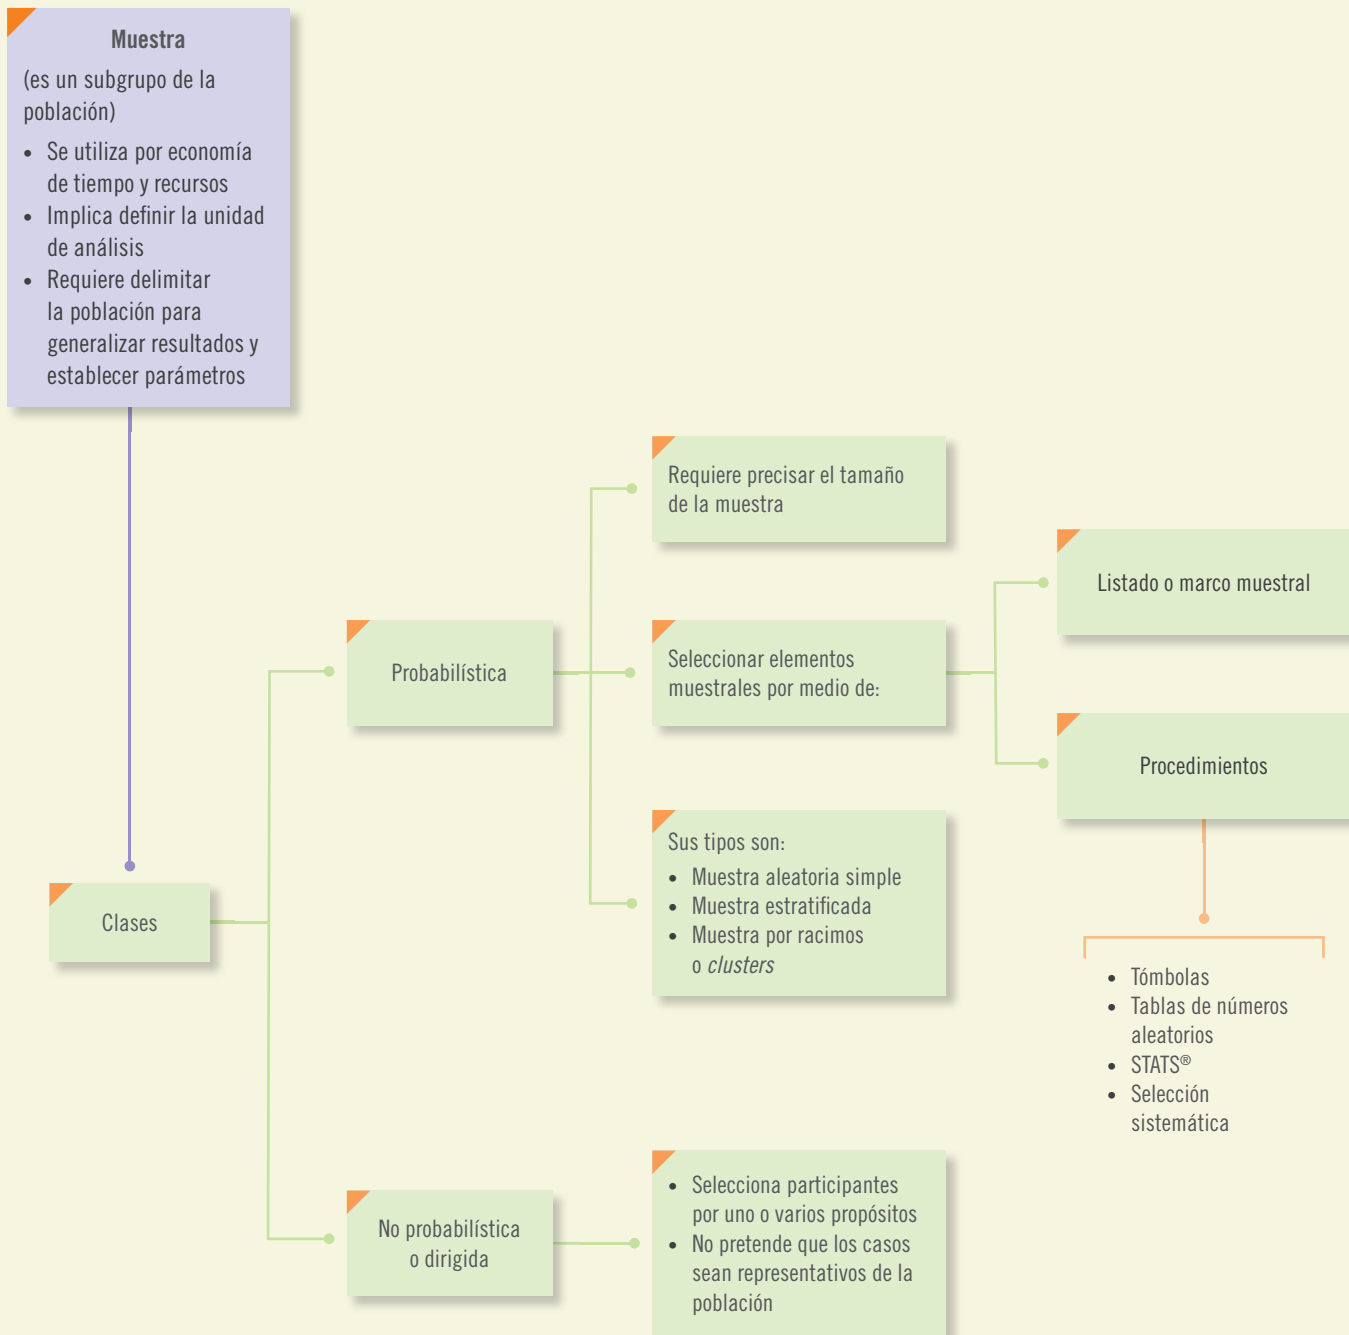 Muestra
(es un subgrupo de la
población)
• Se utiliza por economía
de tiempo y recursos
• Implica definir la unidad
de análisis
• Requiere delimitar
la población para
generalizar resultados y
establecer parámetros
Clases
Probabilística
Requiere precisar el tamaño
de la muestra
Seleccionar elementos
muestrales por medio de:
Listado o marco muestral
Procedimientos
• Tómbolas
• Tablas de números
aleatorios
• STATS®
• Selección
sistemática
Sus tipos son:
• Muestra aleatoria simple
• Muestra estratificada
• Muestra por racimos
o clusters
No probabilística
o dirigida
• Selecciona participantes
por uno o varios propósitos
• No pretende que los casos
sean representativos de la
población